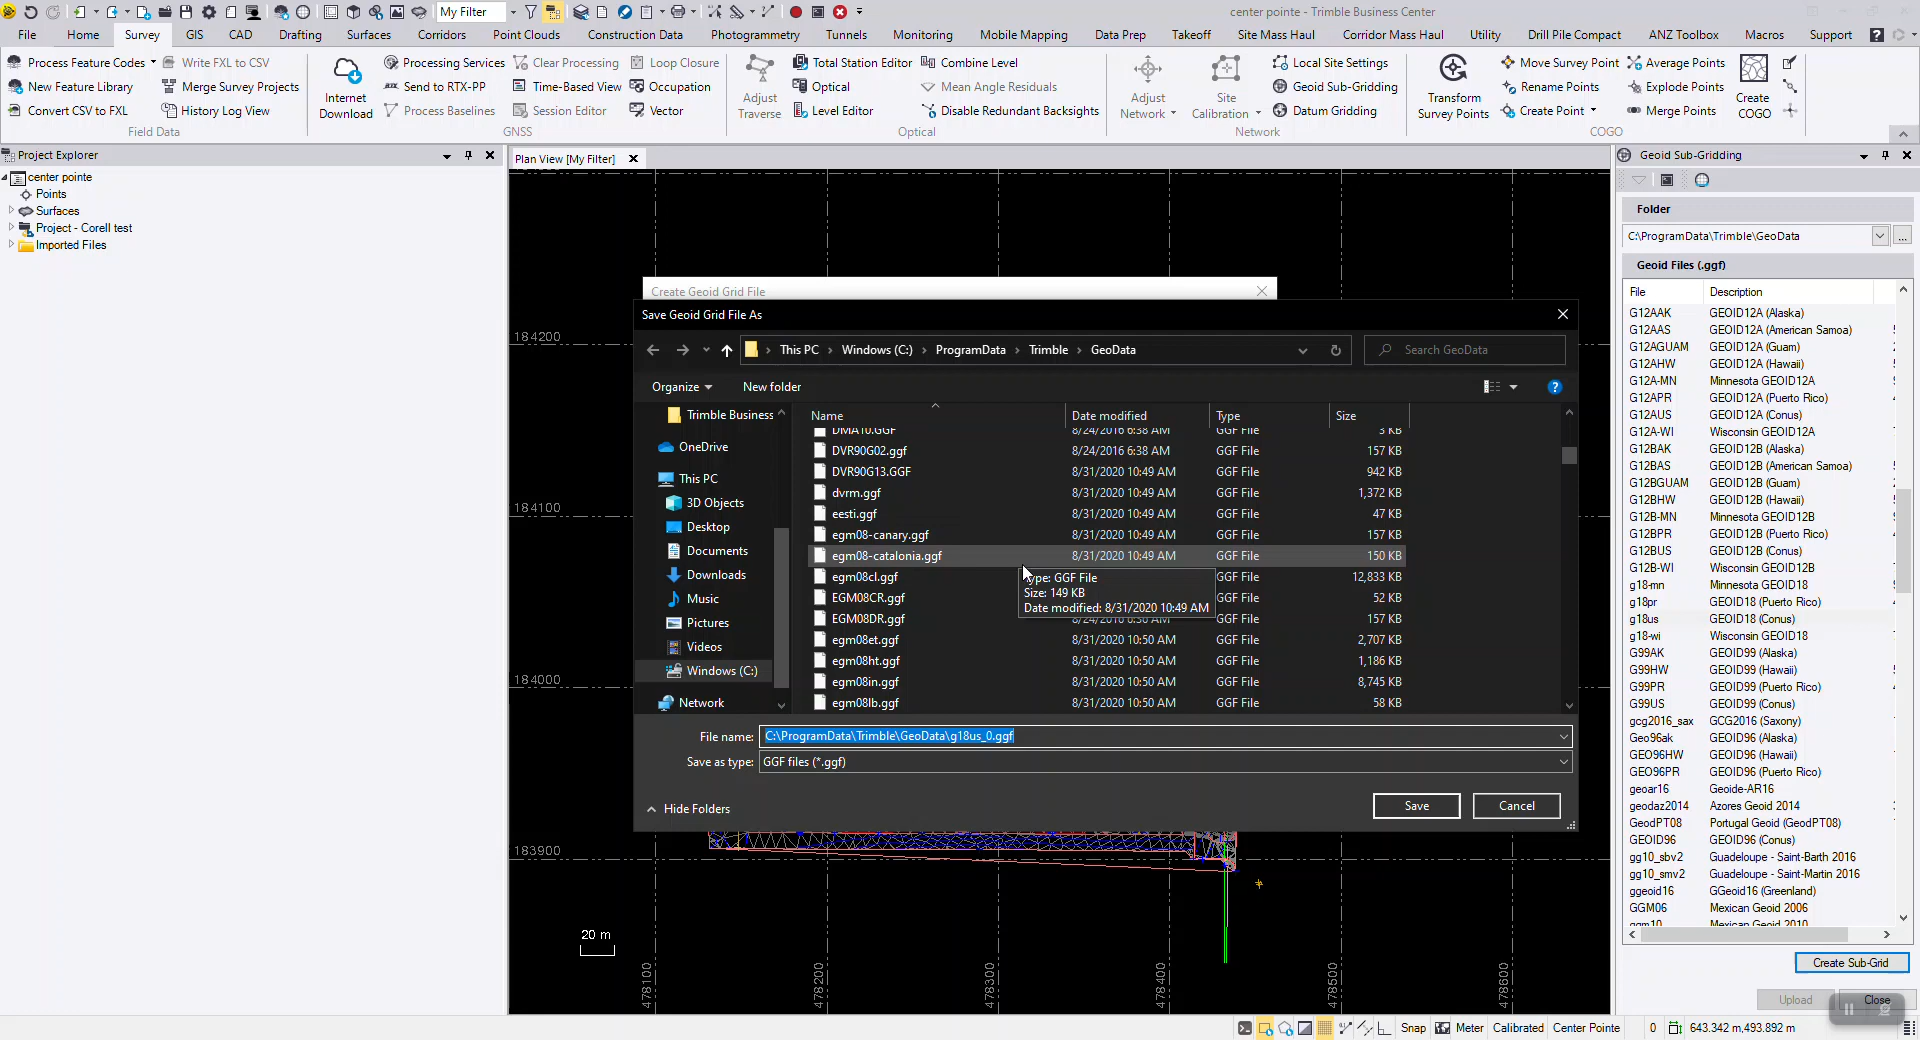 My Filter
center pointe - Trimble Business Center
File Home Survey GIS CAD Drafting Surfaces Corridors Point Clouds Construction Data Photogrammetry Tunnels Monitoring Mobile Mapping Data Prep Takeoff Site Mass Haul Corridor Mass Haul Utility Drill Pile Compact ANZ Toolbox Macros Support
Process Feature Codes
Write FXL to CSV
New Feature Library
Merge Survey Projects
Convert CSV to FXL
History Log View
Field Data
Internet
Download
Processing Services
Clear Processing
Loop Closure
Send to RTX-PP
Time-Based View
Occupation
Process Baselines
Session Editor
Vector
GNSS
Adjust
Traverse
Total Station Editor
Combine Level
Optical
Mean Angle Residuals
Level Editor
Disable Redundant Backsights
Optical
Adjust
Network
Site
Calibration
Local Site Settings
Geoid Sub-Gridding
Datum Gridding
Network
Transform
Survey Points
Move Survey Point
Average Points
Rename Points
Explode Points
Create Point
Merge Points
Create
COGO
COGO
Project Explorer
center pointe
Points
Surfaces
Project - Corell test
Imported Files
Plan View [My Filter]
184200
184100
184000
183900
20 m
478100
478200
478300
478400
478500
478600
Create Geoid Grid File
Save Geoid Grid File As
This PC › Windows (C:) › ProgramData › Trimble › GeoData
Search GeoData
Organize
New folder
Trimble Business
OneDrive
This PC
3D Objects
Desktop
Documents
Downloads
Music
Pictures
Videos
Windows (C:)
Network
Name Date modified Type Size
DMA10.GGF 8/24/2016 6:38 AM GGF File 3 KB
DVR90G02.ggf 8/24/2016 6:38 AM GGF File 157 KB
DVR90G13.GGF 8/31/2020 10:49 AM GGF File 942 KB
dvrm.ggf 8/31/2020 10:49 AM GGF File 1,372 KB
eesti.ggf 8/31/2020 10:49 AM GGF File 47 KB
egm08-canary.ggf 8/31/2020 10:49 AM GGF File 157 KB
egm08-catalonia.ggf 8/31/2020 10:49 AM GGF File 150 KB
egm08cl.ggf GGF File 12,833 KB
EGM08CR.ggf GGF File 52 KB
EGM08DR.ggf 8/24/2016 6:38 AM GGF File 157 KB
egm08et.ggf 8/31/2020 10:50 AM GGF File 2,707 KB
egm08ht.ggf 8/31/2020 10:50 AM GGF File 1,186 KB
egm08in.ggf 8/31/2020 10:50 AM GGF File 8,745 KB
egm08lb.ggf 8/31/2020 10:50 AM GGF File 58 KB
Type: GGF File
Size: 149 KB
Date modified: 8/31/2020 10:49 AM
File name: C:\ProgramData\Trimble\GeoData\g18us_0.ggf
Save as type: GGF files (*.ggf)
Hide Folders
Save
Cancel
Geoid Sub-Gridding
Folder
C:\ProgramData\Trimble\GeoData
...
Geoid Files (.ggf)
File Description
G12AAK GEOID12A (Alaska)
G12AAS GEOID12A (American Samoa)
G12AGUAM GEOID12A (Guam)
G12AHW GEOID12A (Hawaii)
G12A-MN Minnesota GEOID12A
G12APR GEOID12A (Puerto Rico)
G12AUS GEOID12A (Conus)
G12A-WI Wisconsin GEOID12A
G12BAK GEOID12B (Alaska)
G12BAS GEOID12B (American Samoa)
G12BGUAM GEOID12B (Guam)
G12BHW GEOID12B (Hawaii)
G12B-MN Minnesota GEOID12B
G12BPR GEOID12B (Puerto Rico)
G12BUS GEOID12B (Conus)
G12B-WI Wisconsin GEOID12B
g18-mn Minnesota GEOID18
g18pr GEOID18 (Puerto Rico)
g18us GEOID18 (Conus)
g18-wi Wisconsin GEOID18
G99AK GEOID99 (Alaska)
G99HW GEOID99 (Hawaii)
G99PR GEOID99 (Puerto Rico)
G99US GEOID99 (Conus)
gcg2016_sax GCG2016 (Saxony)
Geo96ak GEOID96 (Alaska)
GEO96HW GEOID96 (Hawaii)
GEO96PR GEOID96 (Puerto Rico)
geoar16 Geoide-AR16
geodaz2014 Azores Geoid 2014
GeodPT08 Portugal Geoid (GeodPT08)
GEOID96 GEOID96 (Conus)
gg10_sbv2 Guadeloupe - Saint-Barth 2016
gg10_smv2 Guadeloupe - Saint-Martin 2016
ggeoid16 GGeoid16 (Greenland)
GGM06 Mexican Geoid 2006
ggm10 Mexican Geoid 2010
Create Sub-Grid
Upload
Close
Snap Meter Calibrated Center Pointe 0 643.342 m,493.892 m